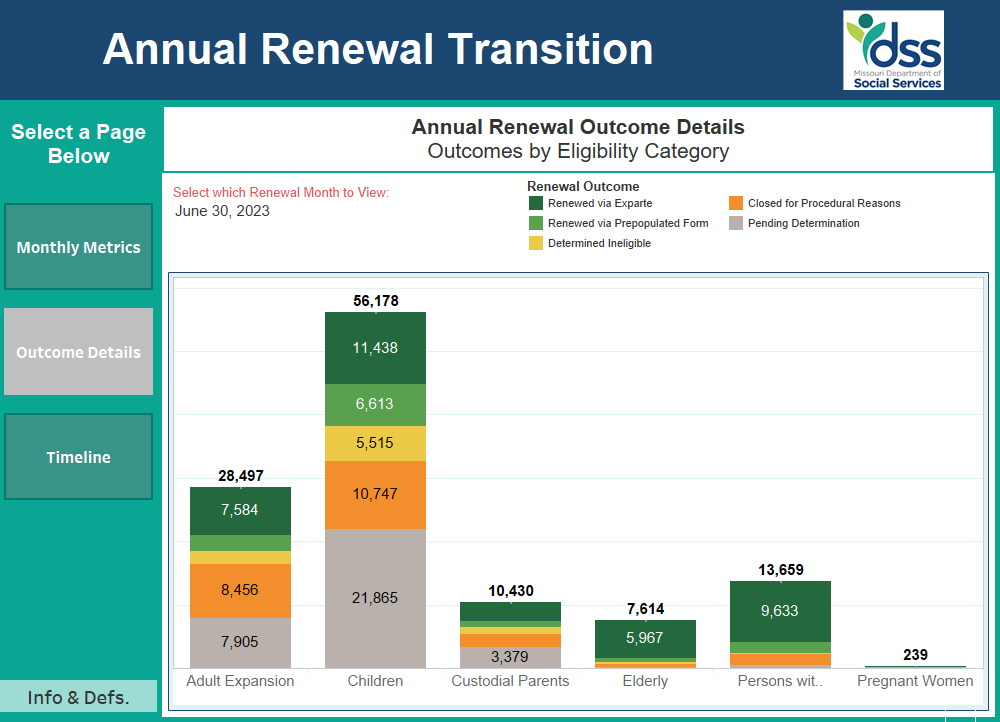 Annual Renewal Transition
dss
Missouri Department of
Social Services
Select a Page
Below
Monthly Metrics
Outcome Details
Timeline
Info & Defs.
Annual Renewal Outcome Details
Outcomes by Eligibility Category
Select which Renewal Month to View:
June 30, 2023
Renewal Outcome
Renewed via Exparte
Closed for Procedural Reasons
Renewed via Prepopulated Form
Pending Determination
Determined Ineligible
28,497
7,584
8,456
7,905
56,178
11,438
6,613
5,515
10,747
21,865
10,430
3,379
7,614
5,967
13,659
9,633
239
Adult Expansion
Children
Custodial Parents
Elderly
Persons wit..
Pregnant Women